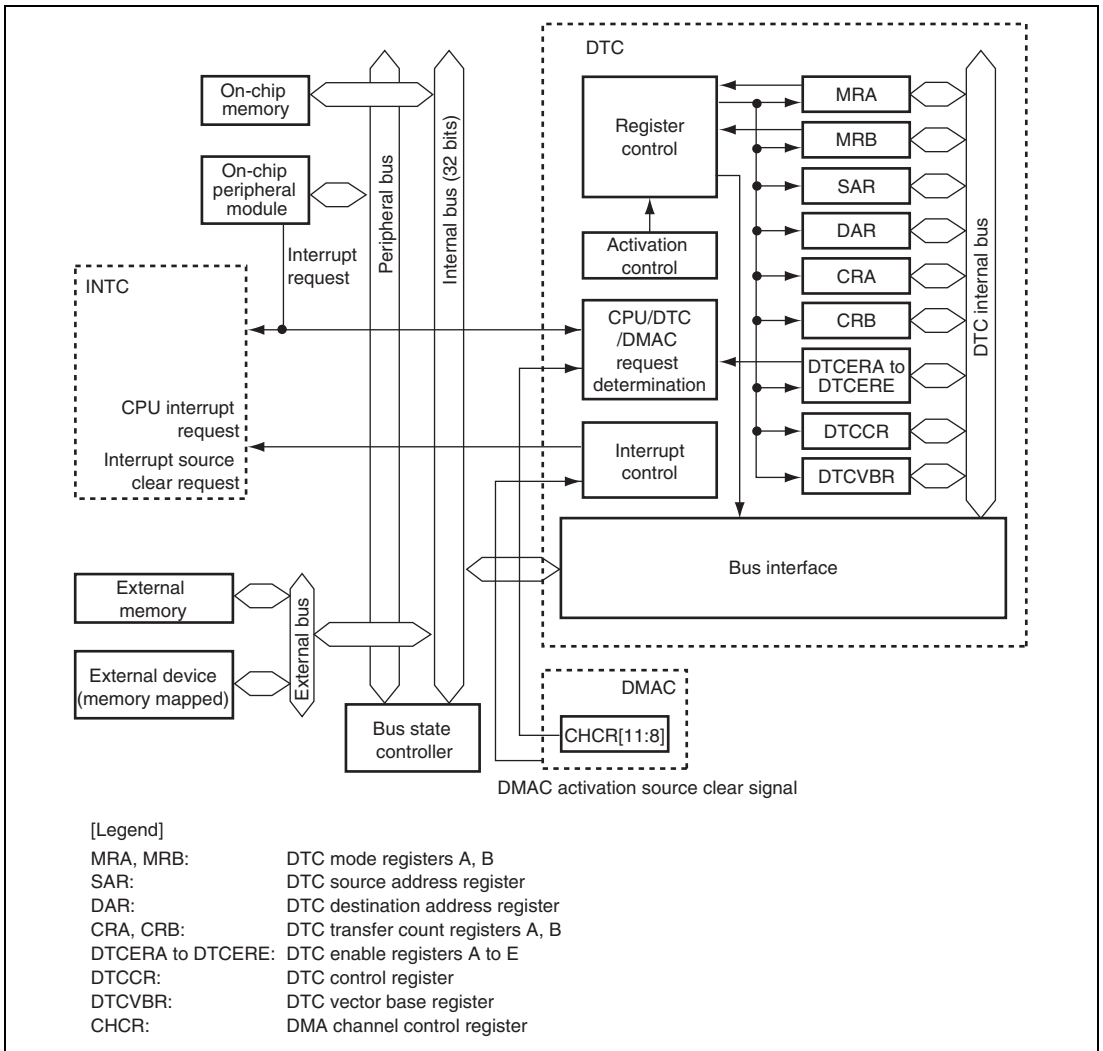 DTC
On-chip
memory
On-chip
peripheral
module
Interrupt
request
Peripheral bus
Internal bus (32 bits)
INTC
CPU interrupt
request
Interrupt source
clear request
Register
control
Activation
control
CPU/DTC
/DMAC
request
determination
Interrupt
control
MRA
MRB
SAR
DAR
CRA
CRB
DTCERA to
DTCERE
DTCCR
DTCVBR
DTC internal bus
Bus interface
External
memory
External device
(memory mapped)
External bus
Bus state
controller
DMAC
CHCR[11:8]
DMAC activation source clear signal
[Legend]
MRA, MRB: DTC mode registers A, B
SAR: DTC source address register
DAR: DTC destination address register
CRA, CRB: DTC transfer count registers A, B
DTCERA to DTCERE: DTC enable registers A to E
DTCCR: DTC control register
DTCVBR: DTC vector base register
CHCR: DMA channel control register